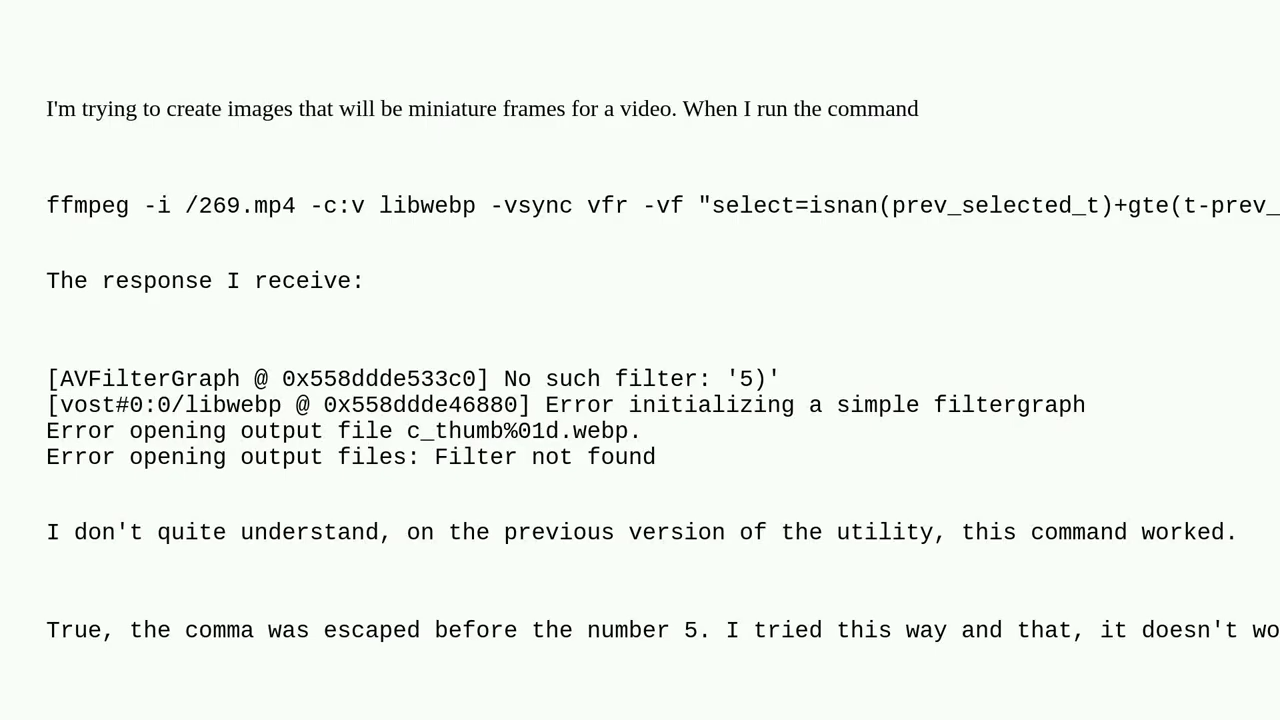 I'm trying to create images that will be miniature frames for a video. When I run the command
ffmpeg -i /269.mp4 -c:v libwebp -vsync vfr -vf "select=isnan(prev_selected_t)+gte(t-prev_
The response I receive:
[AVFilterGraph @ 0x558ddde533c0] No such filter: '5)'
[vost#0:0/libwebp @ 0x558ddde46880] Error initializing a simple filtergraph
Error opening output file c_thumb%01d.webp.
Error opening output files: Filter not found
I don't quite understand, on the previous version of the utility, this command worked.
True, the comma was escaped before the number 5. I tried this way and that, it doesn't wo